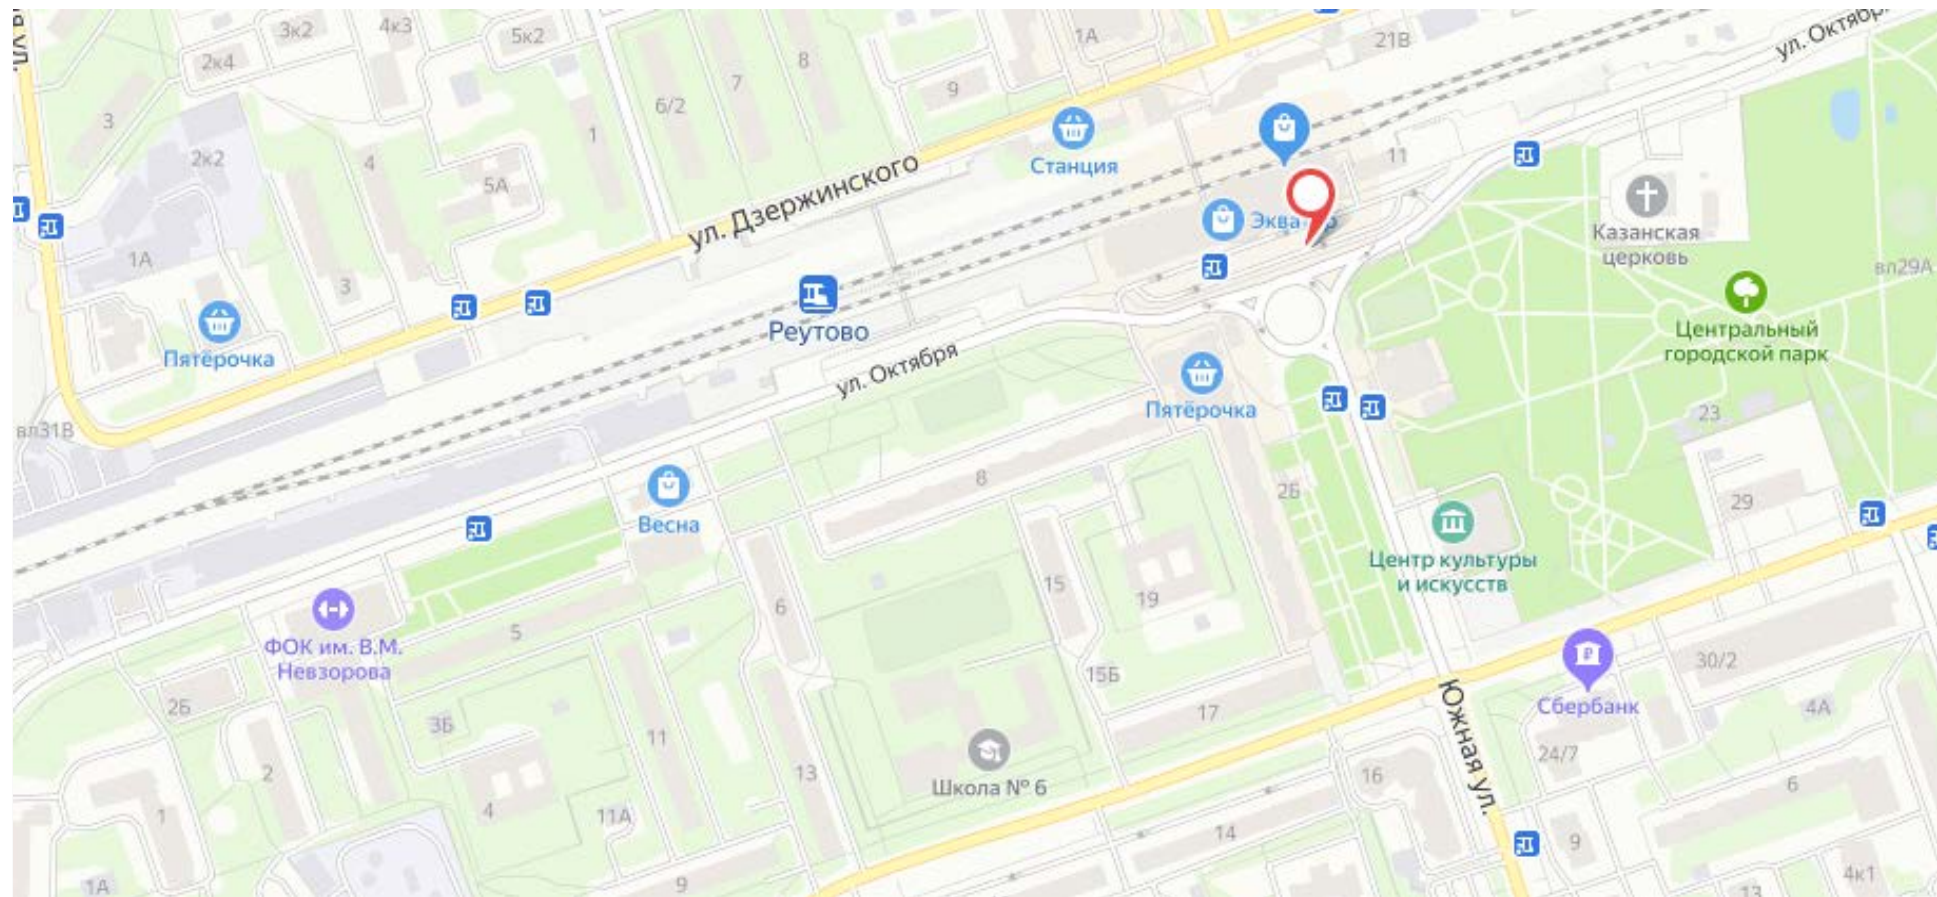 3к2
4к3
5к2
8
1А
21В
ул. Октябр
в ул.
2к4
7
9
6/2
3
1
Станция
11
2к2
4
5А
ул. Дзержинского
Эква
Казанская
церковь
1А
3
вл29А
Реутово
Центральный
городской парк
Пятёрочка
ул. Октября
Пятёрочка
23
вл31В
8
2Б
29
Весна
Центр культуры
и искусств
15
19
6
5
ФОК им. В.М.
Невзорова
30/2
15Б
2Б
17
Сбербанк
4А
3Б
11
Южная ул.
24/7
2
13
Школа № 6
16
6
4
1
11А
14
9
1А
9
4к1
13